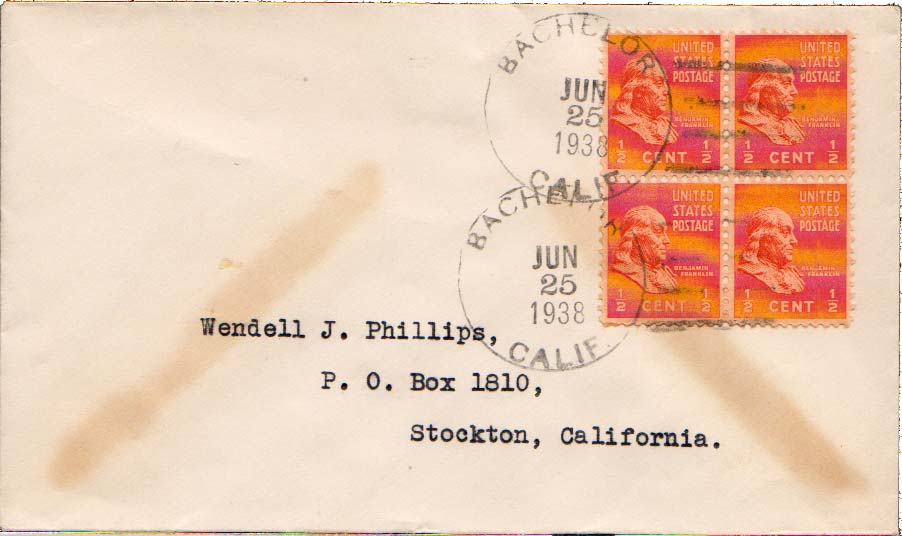 BACHELOR
JUN
25
1938
CALIF.
UNITED
STATES
POSTAGE
BENJAMIN
FRANKLIN
1/2 CENT 1/2
UNITED
STATES
POSTAGE
BENJAMIN
FRANKLIN
1/2 CENT 1/2
BACHELOR
JUN
25
1938
CALIF.
UNITED
STATES
POSTAGE
BENJAMIN
FRANKLIN
1/2 CENT 1/2
UNITED
STATES
POSTAGE
BENJAMIN
FRANKLIN
1/2 CENT 1/2
Wendell J. Phillips,
P. O. Box 1810,
Stockton, California.